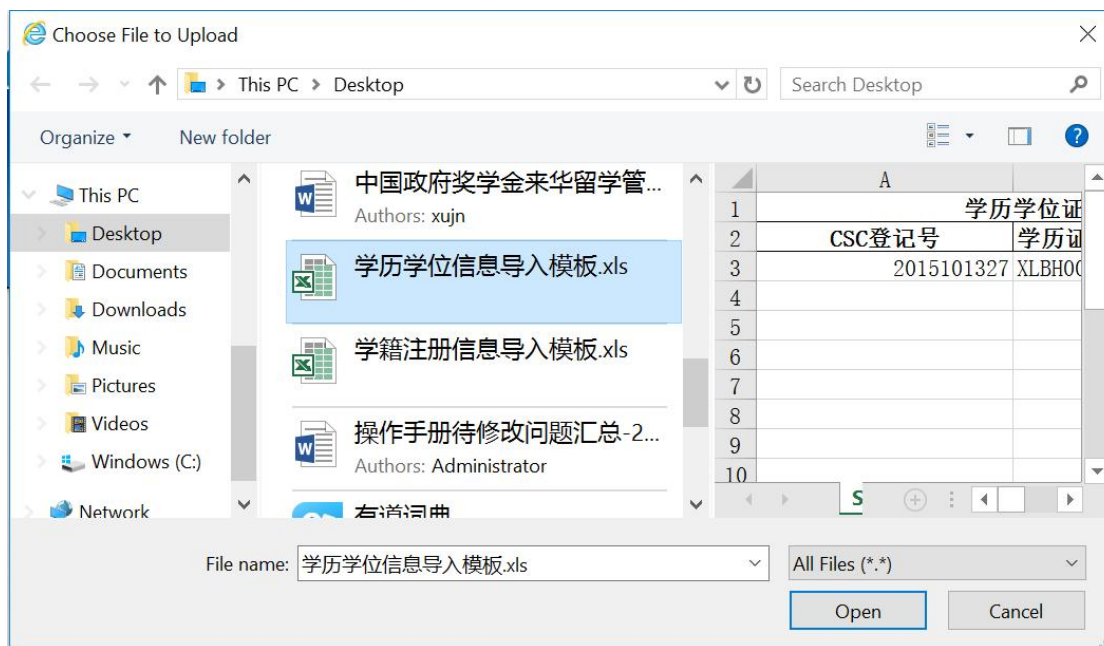 Choose File to Upload
This PC > Desktop
Search Desktop
Organize
New folder
This PC
Desktop
Documents
Downloads
Music
Pictures
Videos
Windows (C:)
Network
中国政府奖学金来华留学管...
Authors: xujn
学历学位信息导入模板.xls
学籍注册信息导入模板.xls
操作手册待修改问题汇总-2...
Authors: Administrator
有道词典
A
1 学历学位证
2 CSC登记号 学历证
3 2015101327 XLBH00
4
5
6
7
8
9
10
S
File name: 学历学位信息导入模板.xls
All Files (*.*)
Open
Cancel